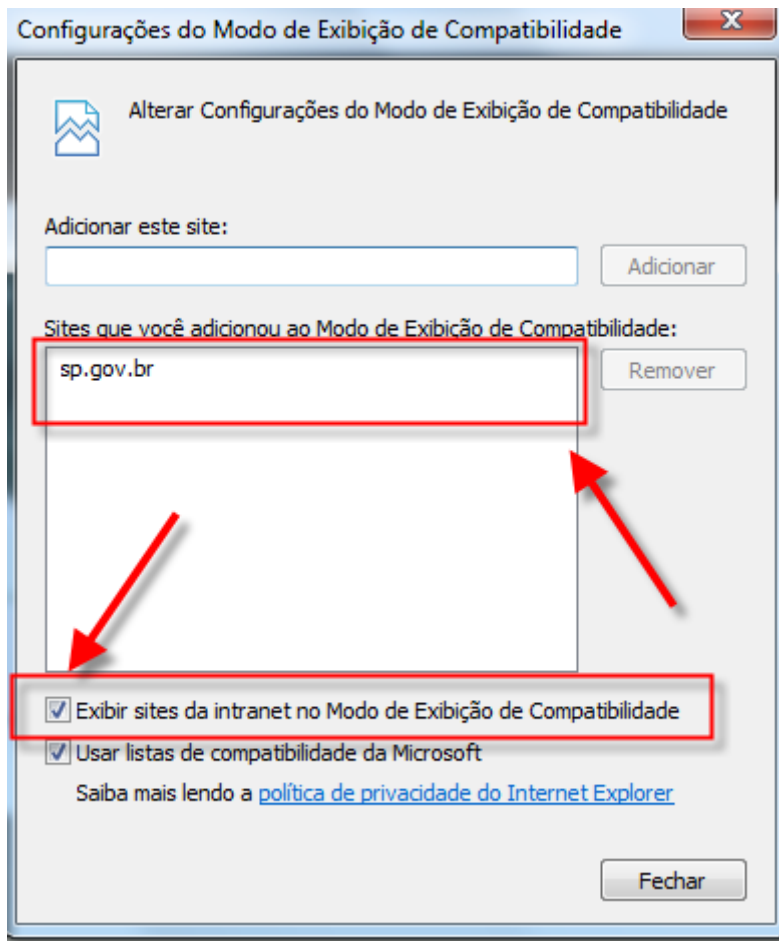 Configurações do Modo de Exibição de Compatibilidade
Alterar Configurações do Modo de Exibição de Compatibilidade
Adicionar este site:
Adicionar
Sites que você adicionou ao Modo de Exibição de Compatibilidade:
sp.gov.br
Remover
Exibir sites da intranet no Modo de Exibição de Compatibilidade
Usar listas de compatibilidade da Microsoft
Saiba mais lendo a política de privacidade do Internet Explorer
Fechar